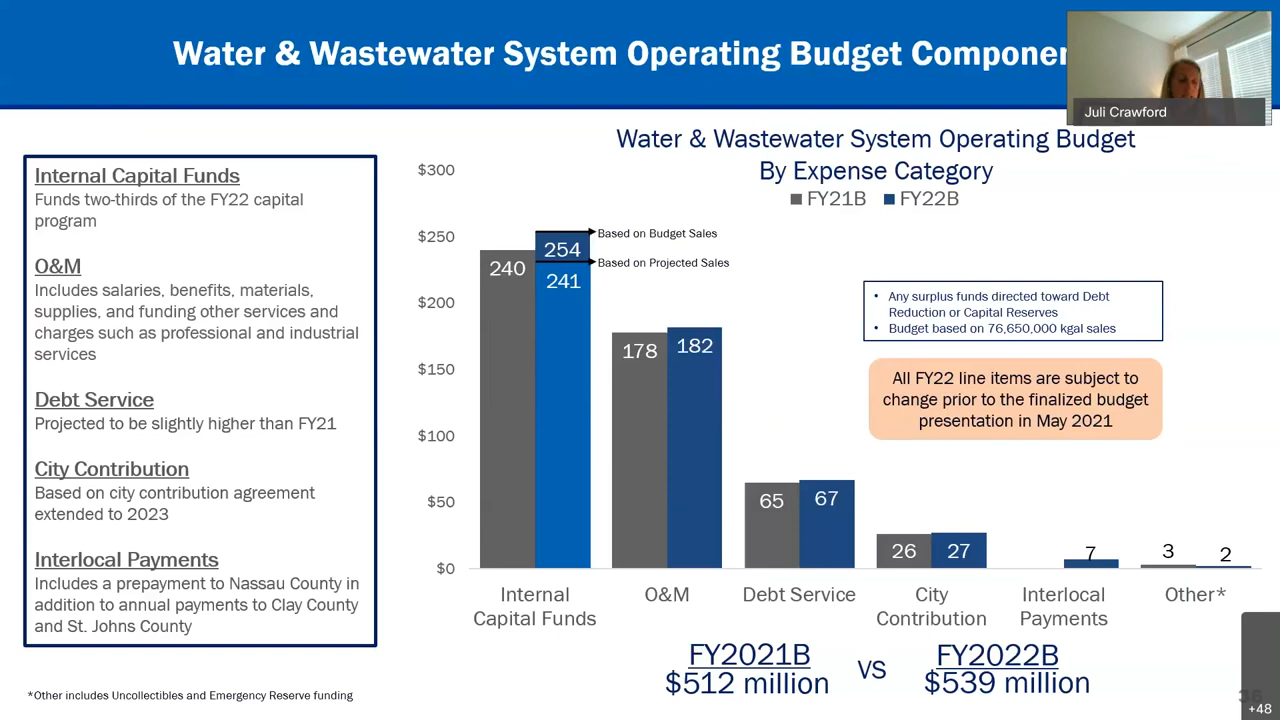 Water & Wastewater System Operating Budget
Juli Crawford
Internal Capital Funds
Funds two-thirds of the FY22 capital
program
O&M
Includes salaries, benefits, materials,
supplies, and funding other services and
charges such as professional and industrial
services
Debt Service
Projected to be slightly higher than FY21
City Contribution
Based on city contribution agreement
extended to 2023
Interlocal Payments
Includes a prepayment to Nassau County in
addition to annual payments to Clay County
and St. Johns County
Water & Wastewater System Operating Budget
By Expense Category
FY21B FY22B
$300
$250
$200
$150
$100
$50
$0
Based on Budget Sales
Based on Projected Sales
240
254
241
178
182
65
67
26
27
7
3
2
• Any surplus funds directed toward Debt
Reduction or Capital Reserves
• Budget based on 76,650,000 kgal sales
All FY22 line items are subject to
change prior to the finalized budget
presentation in May 2021
Internal
Capital Funds
O&M
Debt Service
City
Contribution
Interlocal
Payments
Other*
FY2021B
$512 million
VS
FY2022B
$539 million
*Other includes Uncollectibles and Emergency Reserve funding
+48